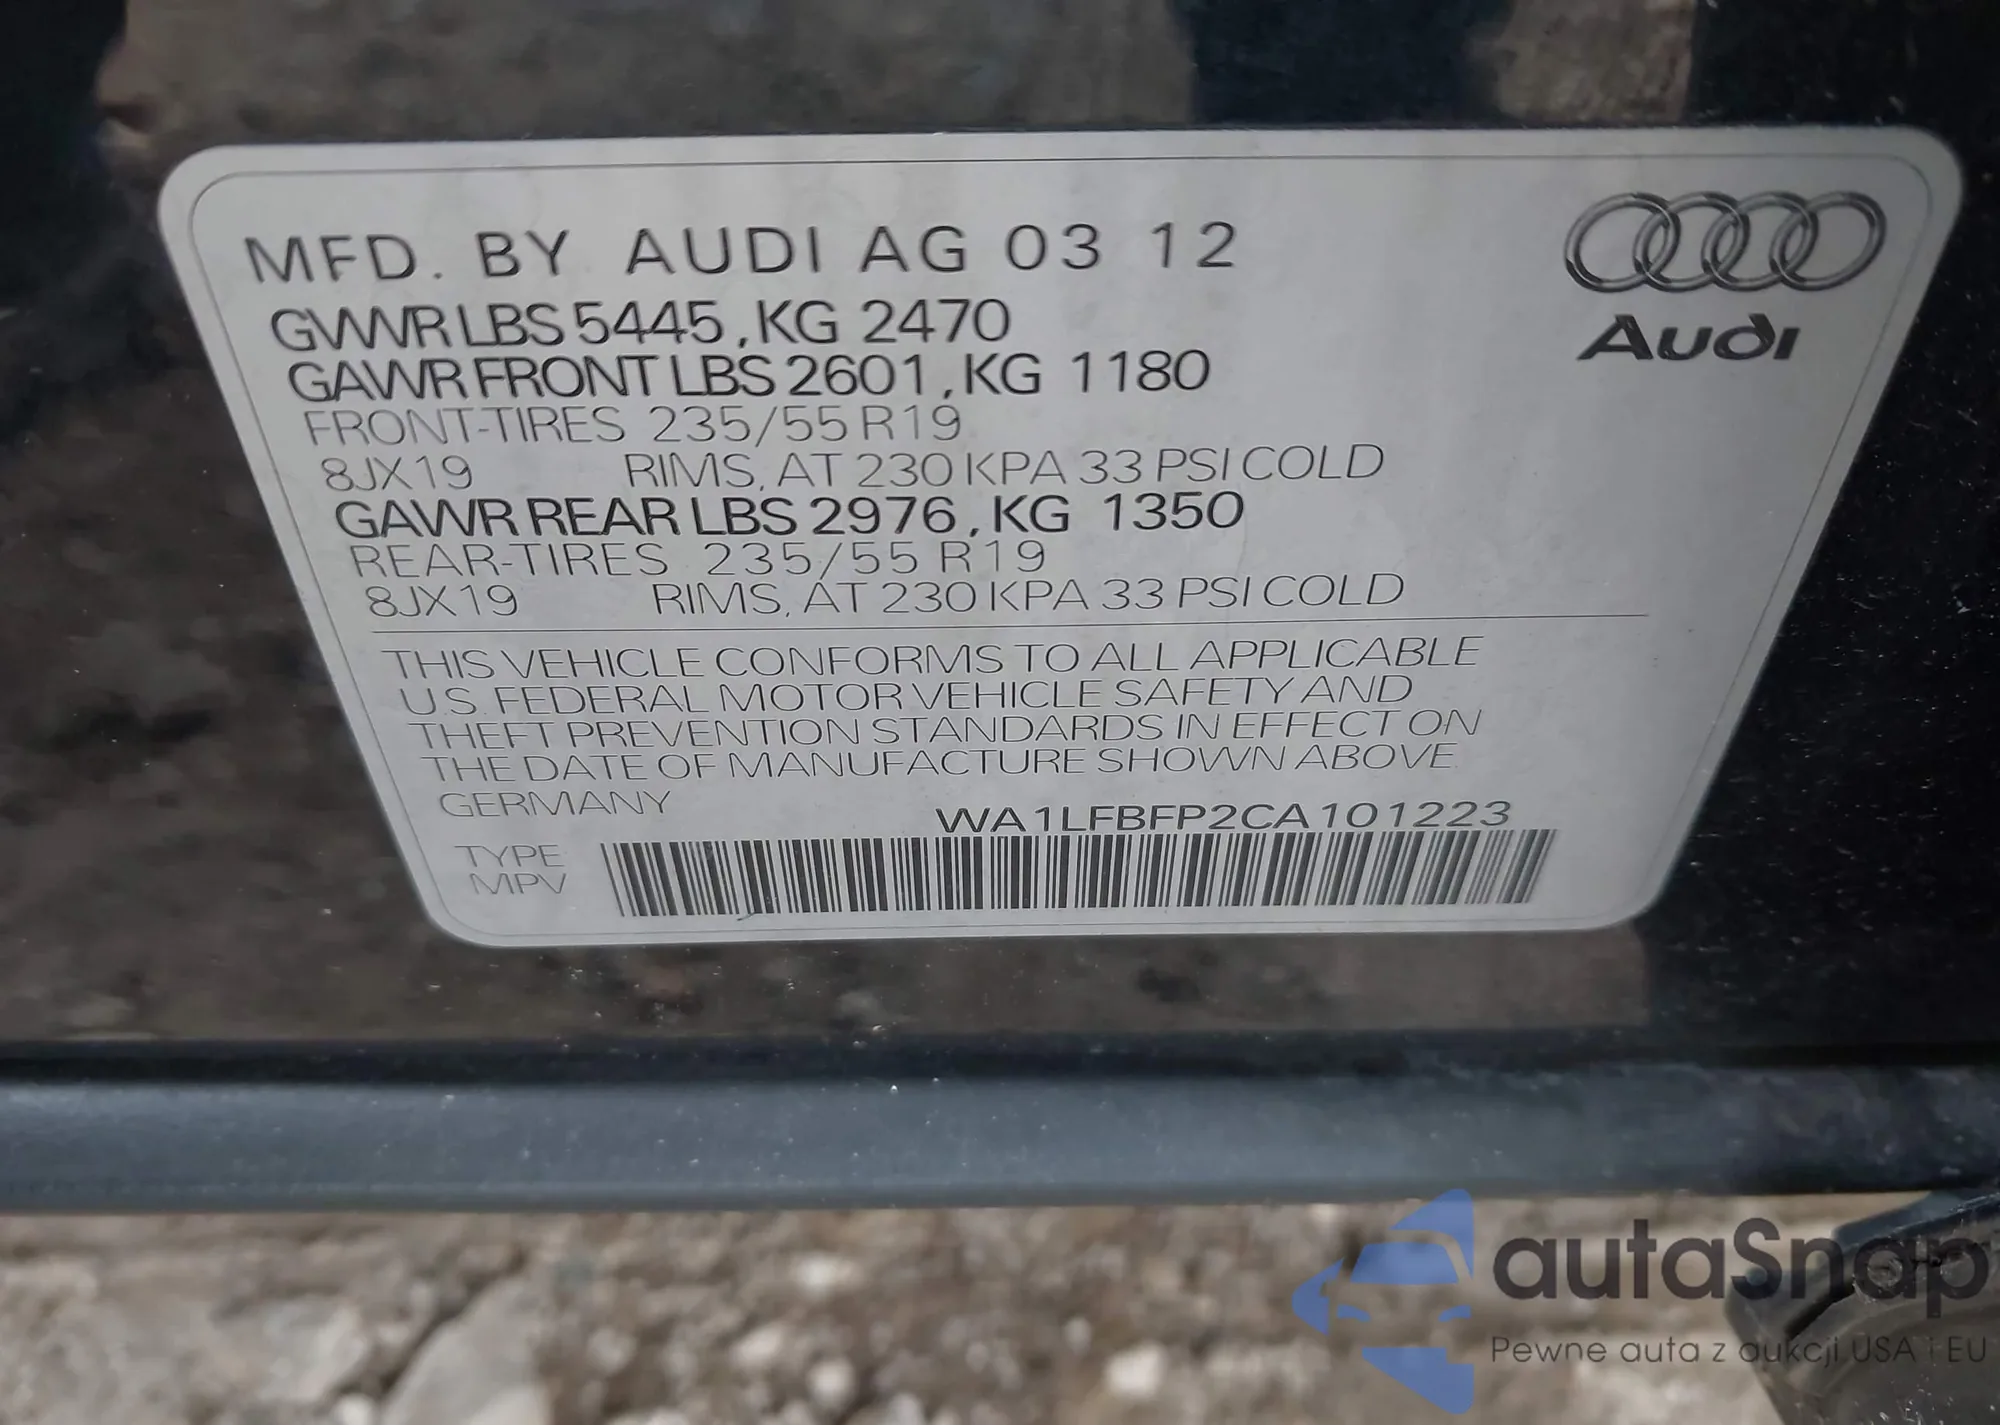 MFD. BY AUDI AG 03 12
GVWR LBS 5445, KG 2470
GAWR FRONT LBS 2601, KG 1180
FRONT-TIRES 235/55 R19
8JX19 RIMS, AT 230 KPA 33 PSI COLD
GAWR REAR LBS 2976, KG 1350
REAR-TIRES 235/55 R19
8JX19 RIMS, AT 230 KPA 33 PSI COLD
Audi
THIS VEHICLE CONFORMS TO ALL APPLICABLE
U.S. FEDERAL MOTOR VEHICLE SAFETY AND
THEFT PREVENTION STANDARDS IN EFFECT ON
THE DATE OF MANUFACTURE SHOWN ABOVE.
GERMANY WA1LFBFP2CA101223
TYPE
MPV
autaSnap
Pewne auta z aukcji USA i EU